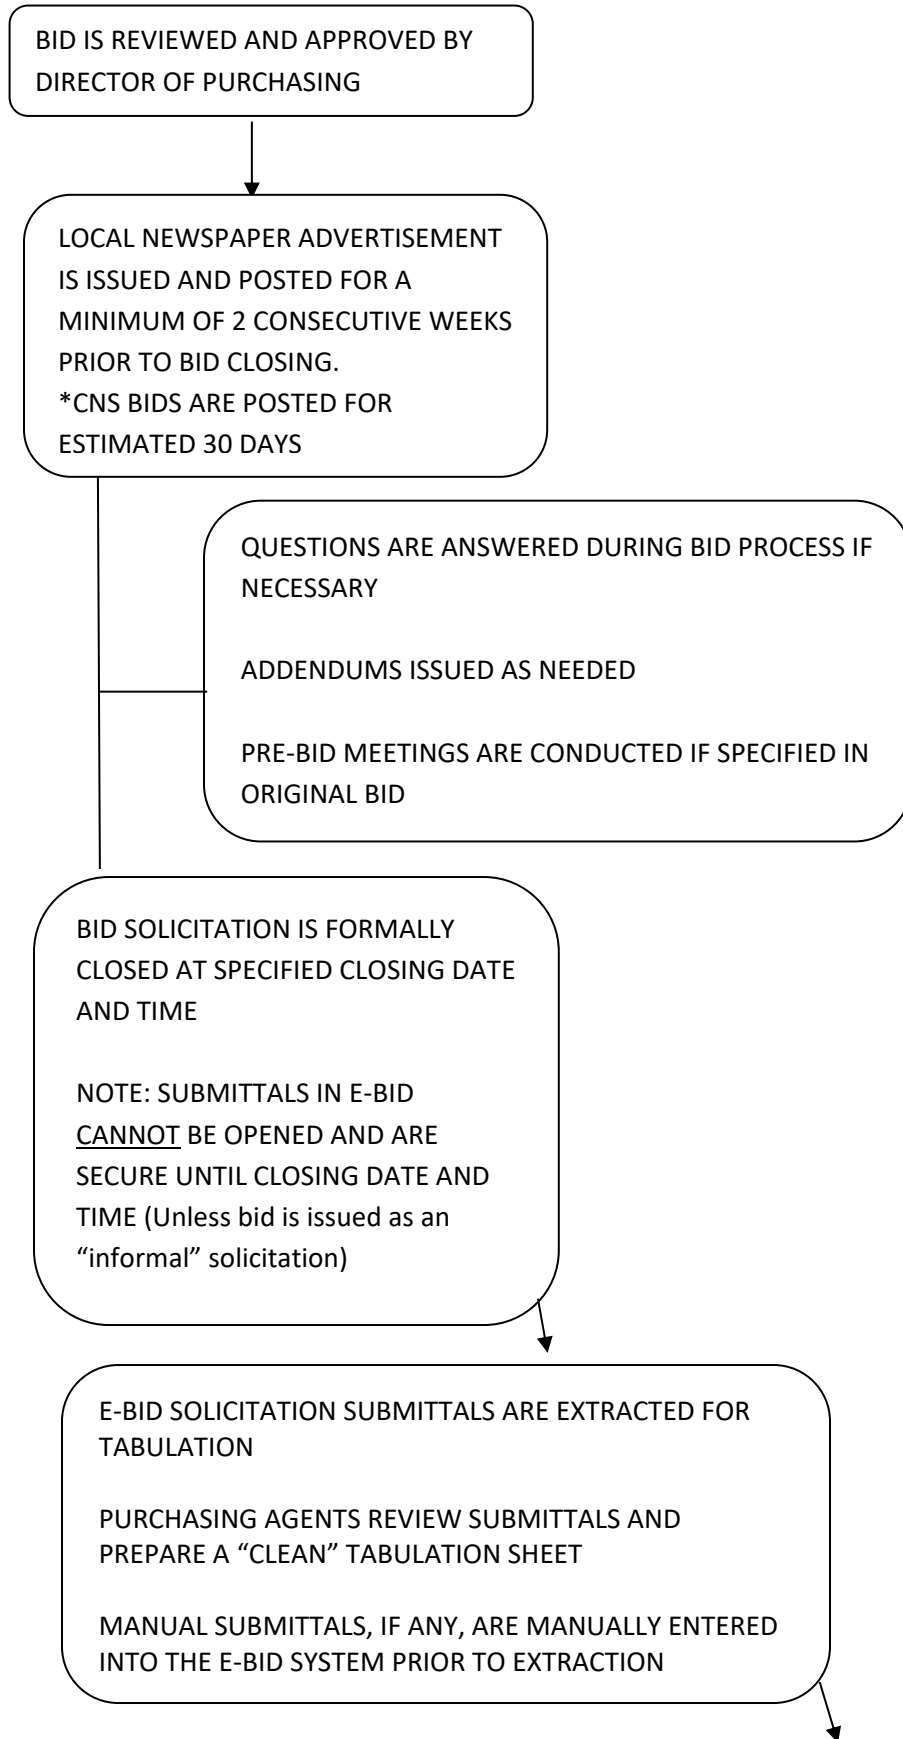 BID IS REVIEWED AND APPROVED BY
DIRECTOR OF PURCHASING
LOCAL NEWSPAPER ADVERTISEMENT
IS ISSUED AND POSTED FOR A
MINIMUM OF 2 CONSECUTIVE WEEKS
PRIOR TO BID CLOSING.
*CNS BIDS ARE POSTED FOR
ESTIMATED 30 DAYS
QUESTIONS ARE ANSWERED DURING BID PROCESS IF
NECESSARY
ADDENDUMS ISSUED AS NEEDED
PRE-BID MEETINGS ARE CONDUCTED IF SPECIFIED IN
ORIGINAL BID
BID SOLICITATION IS FORMALLY
CLOSED AT SPECIFIED CLOSING DATE
AND TIME
NOTE: SUBMITTALS IN E-BID
CANNOT BE OPENED AND ARE
SECURE UNTIL CLOSING DATE AND
TIME (Unless bid is issued as an
“informal” solicitation)
E-BID SOLICITATION SUBMITTALS ARE EXTRACTED FOR
TABULATION
PURCHASING AGENTS REVIEW SUBMITTALS AND
PREPARE A “CLEAN” TABULATION SHEET
MANUAL SUBMITTALS, IF ANY, ARE MANUALLY ENTERED
INTO THE E-BID SYSTEM PRIOR TO EXTRACTION